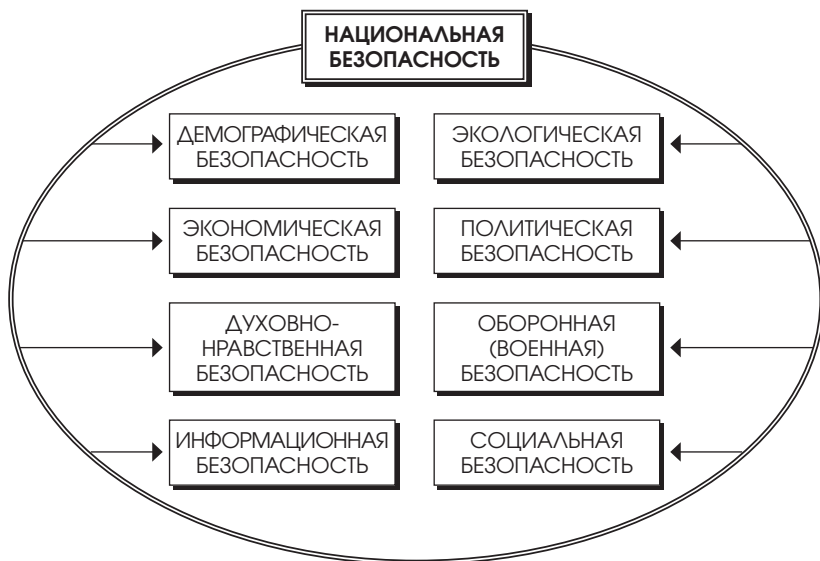 НАЦИОНАЛЬНАЯ
БЕЗОПАСНОСТЬ
ДЕМОГРАФИЧЕСКАЯ
БЕЗОПАСНОСТЬ
ЭКОЛОГИЧЕСКАЯ
БЕЗОПАСНОСТЬ
ЭКОНОМИЧЕСКАЯ
БЕЗОПАСНОСТЬ
ПОЛИТИЧЕСКАЯ
БЕЗОПАСНОСТЬ
ДУХОВНО-
НРАВСТВЕННАЯ
БЕЗОПАСНОСТЬ
ОБОРОННАЯ
(ВОЕННАЯ)
БЕЗОПАСНОСТЬ
ИНФОРМАЦИОННАЯ
БЕЗОПАСНОСТЬ
СОЦИАЛЬНАЯ
БЕЗОПАСНОСТЬ